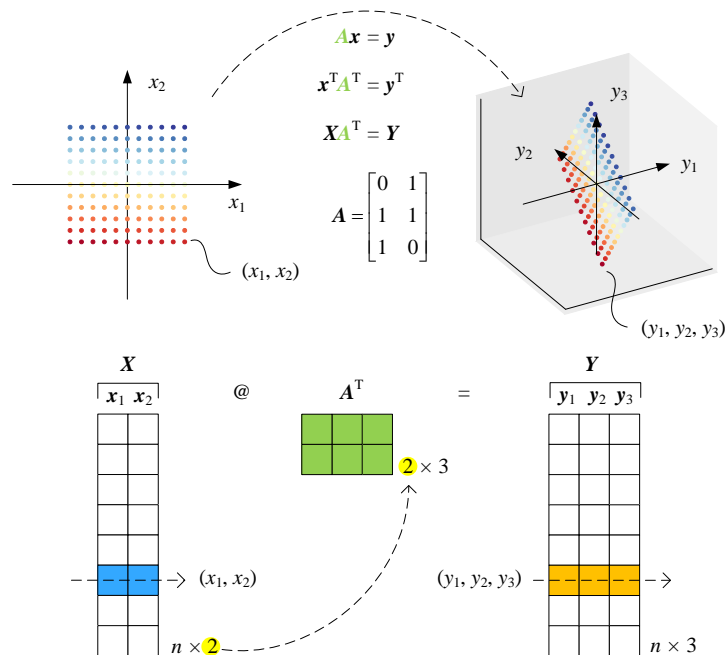 Ax = y
xᵀAᵀ = yᵀ
XAᵀ = Y
A = [0 1
1 1
1 0]
x₂
x₁
(x₁, x₂)
y₃
y₂
y₁
(y₁, y₂, y₃)
X
x₁ x₂
@
Aᵀ
=
Y
y₁ y₂ y₃
2 × 3
(x₁, x₂)
(y₁, y₂, y₃)
n × 2
n × 3